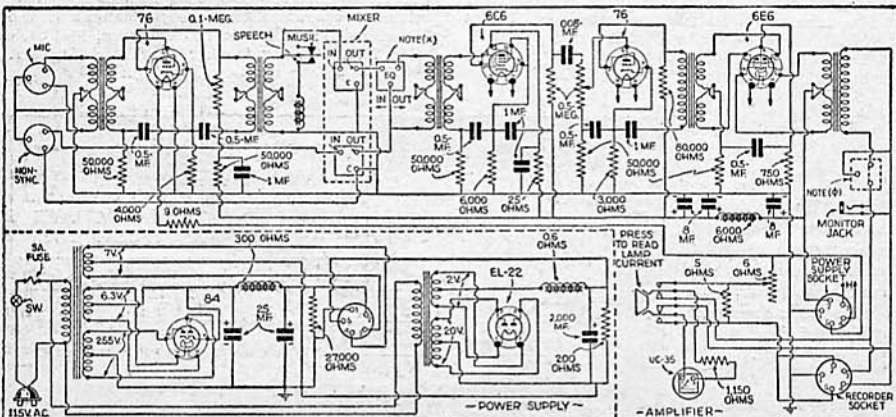 76
0.1-MEG.
MIXER
MUSIC
SPEECH
6C6
.005-MF.
76
6E6
MIC
NON-SYNC.
IN OUT
C
NOTE(X)
EQ
IN OUT
IN OUT
C
0.5-MF.
50,000 OHMS
4,000 OHMS
9 OHMS
0.5-MF.
50,000 OHMS
1 MF.
0.5-MF.
50,000 OHMS
1 MF.
6,000 OHMS
25 MF.
0.5 MEG.
0.5-MF.
1 MF.
3,000 OHMS
50,000 OHMS
80,000 OHMS
0.5-MF.
750 OHMS
8 MF.
6000 OHMS
8 MF.
NOTE(Φ)
MONITOR JACK
3A. FUSE
SW.
115V. A.C.
7V.
6.3V.
255V.
84
300 OHMS
25 MF.
27,000 OHMS
2V.
20V.
EL-22
0.6 OHMS
2,000 MF.
200 OHMS
- POWER SUPPLY -
PRESS TO READ LAMP CURRENT
5 OHMS
6 OHMS
POWER SUPPLY SOCKET
UC-35
1,150 OHMS
- AMPLIFIER -
RECORDER SOCKET